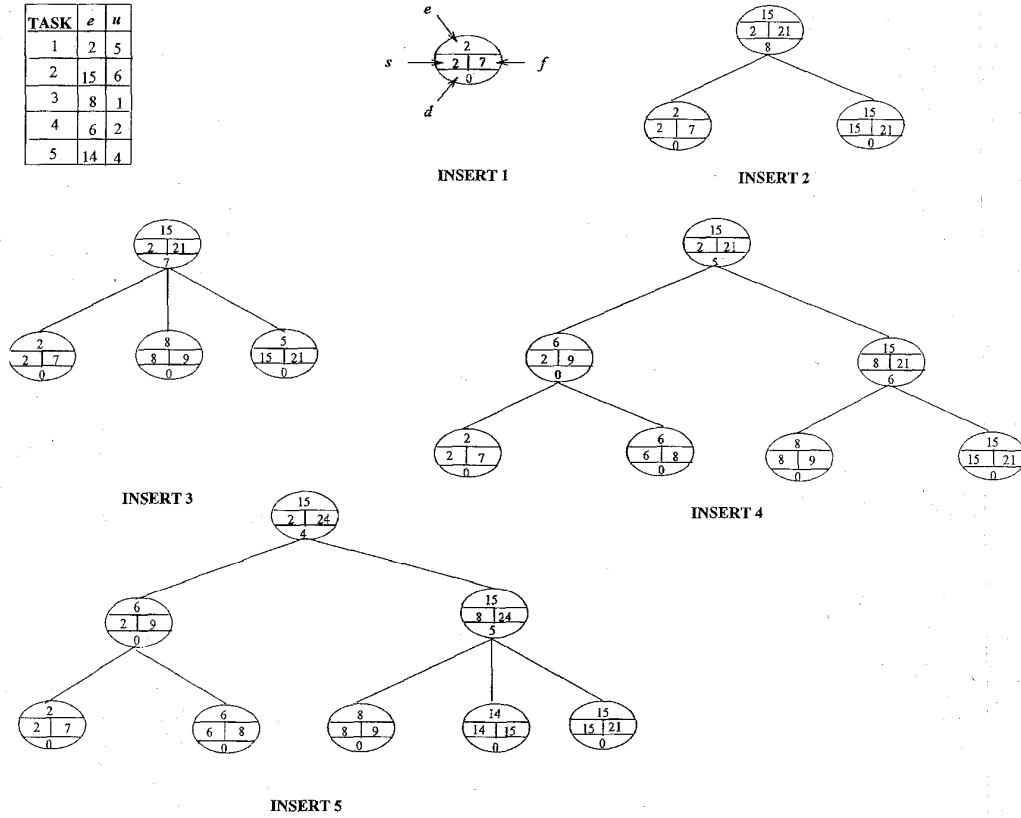 TASK e u
1 2 5
2 15 6
3 8 1
4 6 2
5 14 4
e
2
s 2 7 f
0
d
INSERT 1
15
2 21
8
2 15
2 7 15 21
0 0
INSERT 2
15
2 21
7
2 8 5
2 7 8 9 15 21
0 0 0
INSERT 3
15
2 21
5
6 15
2 9 8 21
0 6
2 6 8 15
2 7 6 8 8 9 15 21
0 0 0 0
INSERT 4
15
2 24
4
6 15
2 9 8 24
0 5
2 6 8 14 15
2 7 6 8 8 9 14 15 15 21
0 0 0 0 0
INSERT 5